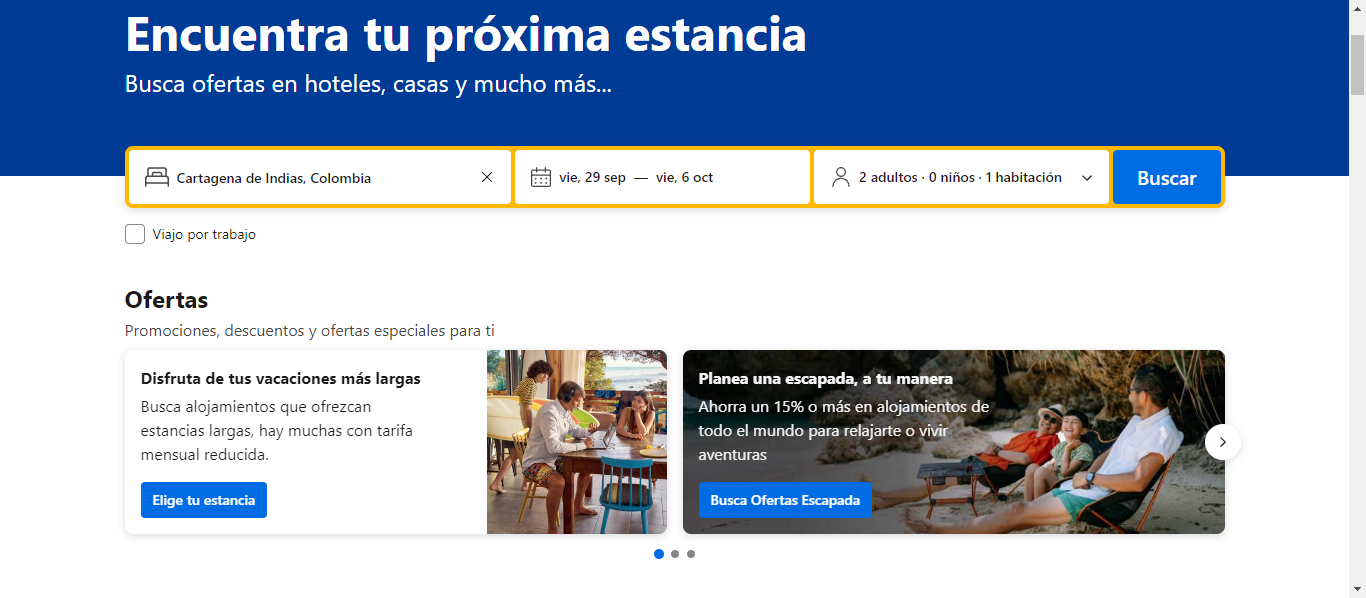 Encuentra tu próxima estancia
Busca ofertas en hoteles, casas y mucho más...
Cartagena de Indias, Colombia
vie, 29 sep — vie, 6 oct
2 adultos · 0 niños · 1 habitación
Buscar
Viajo por trabajo
Ofertas
Promociones, descuentos y ofertas especiales para ti
Disfruta de tus vacaciones más largas
Busca alojamientos que ofrezcan
estancias largas, hay muchas con tarifa
mensual reducida.
Elige tu estancia
Planea una escapada, a tu manera
Ahorra un 15% o más en alojamientos de
todo el mundo para relajarte o vivir
aventuras
Busca Ofertas Escapada